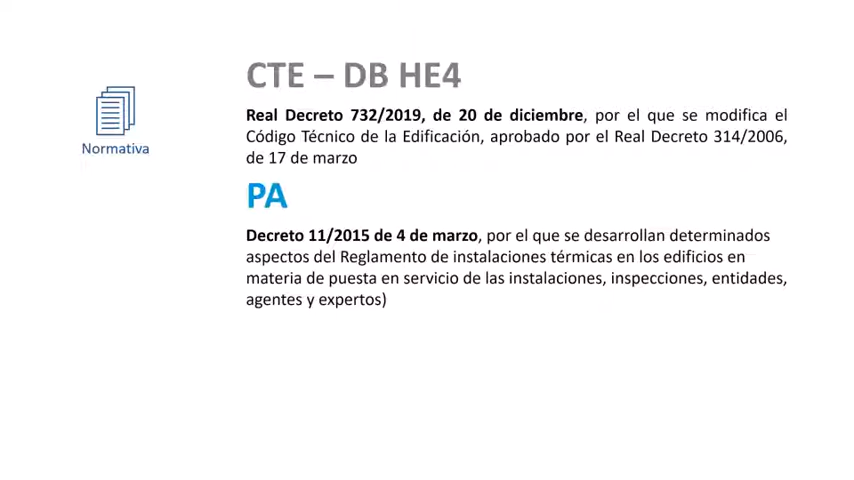 CTE – DB HE4
Real Decreto 732/2019, de 20 de diciembre, por el que se modifica el
Código Técnico de la Edificación, aprobado por el Real Decreto 314/2006,
de 17 de marzo
Normativa
PA
Decreto 11/2015 de 4 de marzo, por el que se desarrollan determinados
aspectos del Reglamento de instalaciones térmicas en los edificios en
materia de puesta en servicio de las instalaciones, inspecciones, entidades,
agentes y expertos)